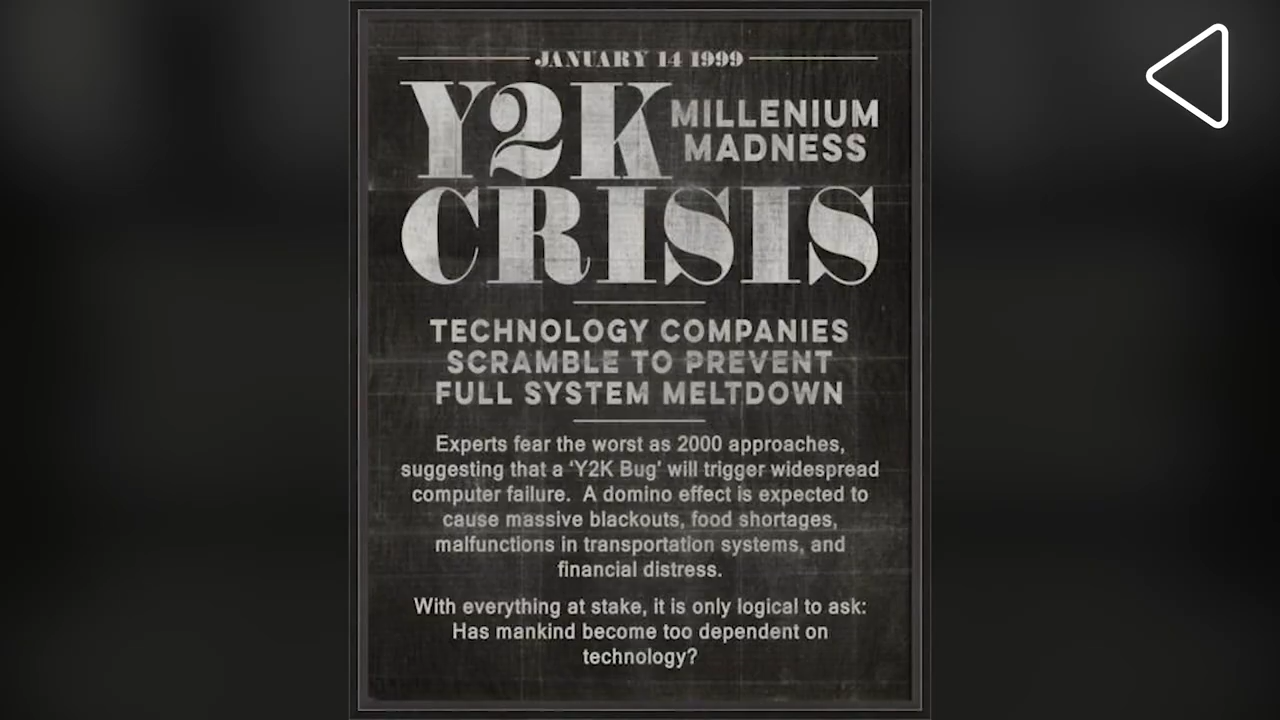 JANUARY 14 1999
Y2K MILLENIUM
MADNESS
CRISIS
TECHNOLOGY COMPANIES
SCRAMBLE TO PREVENT
FULL SYSTEM MELTDOWN
Experts fear the worst as 2000 approaches,
suggesting that a ‘Y2K Bug’ will trigger widespread
computer failure.  A domino effect is expected to
cause massive blackouts, food shortages,
malfunctions in transportation systems, and
financial distress.
With everything at stake, it is only logical to ask:
Has mankind become too dependent on
technology?